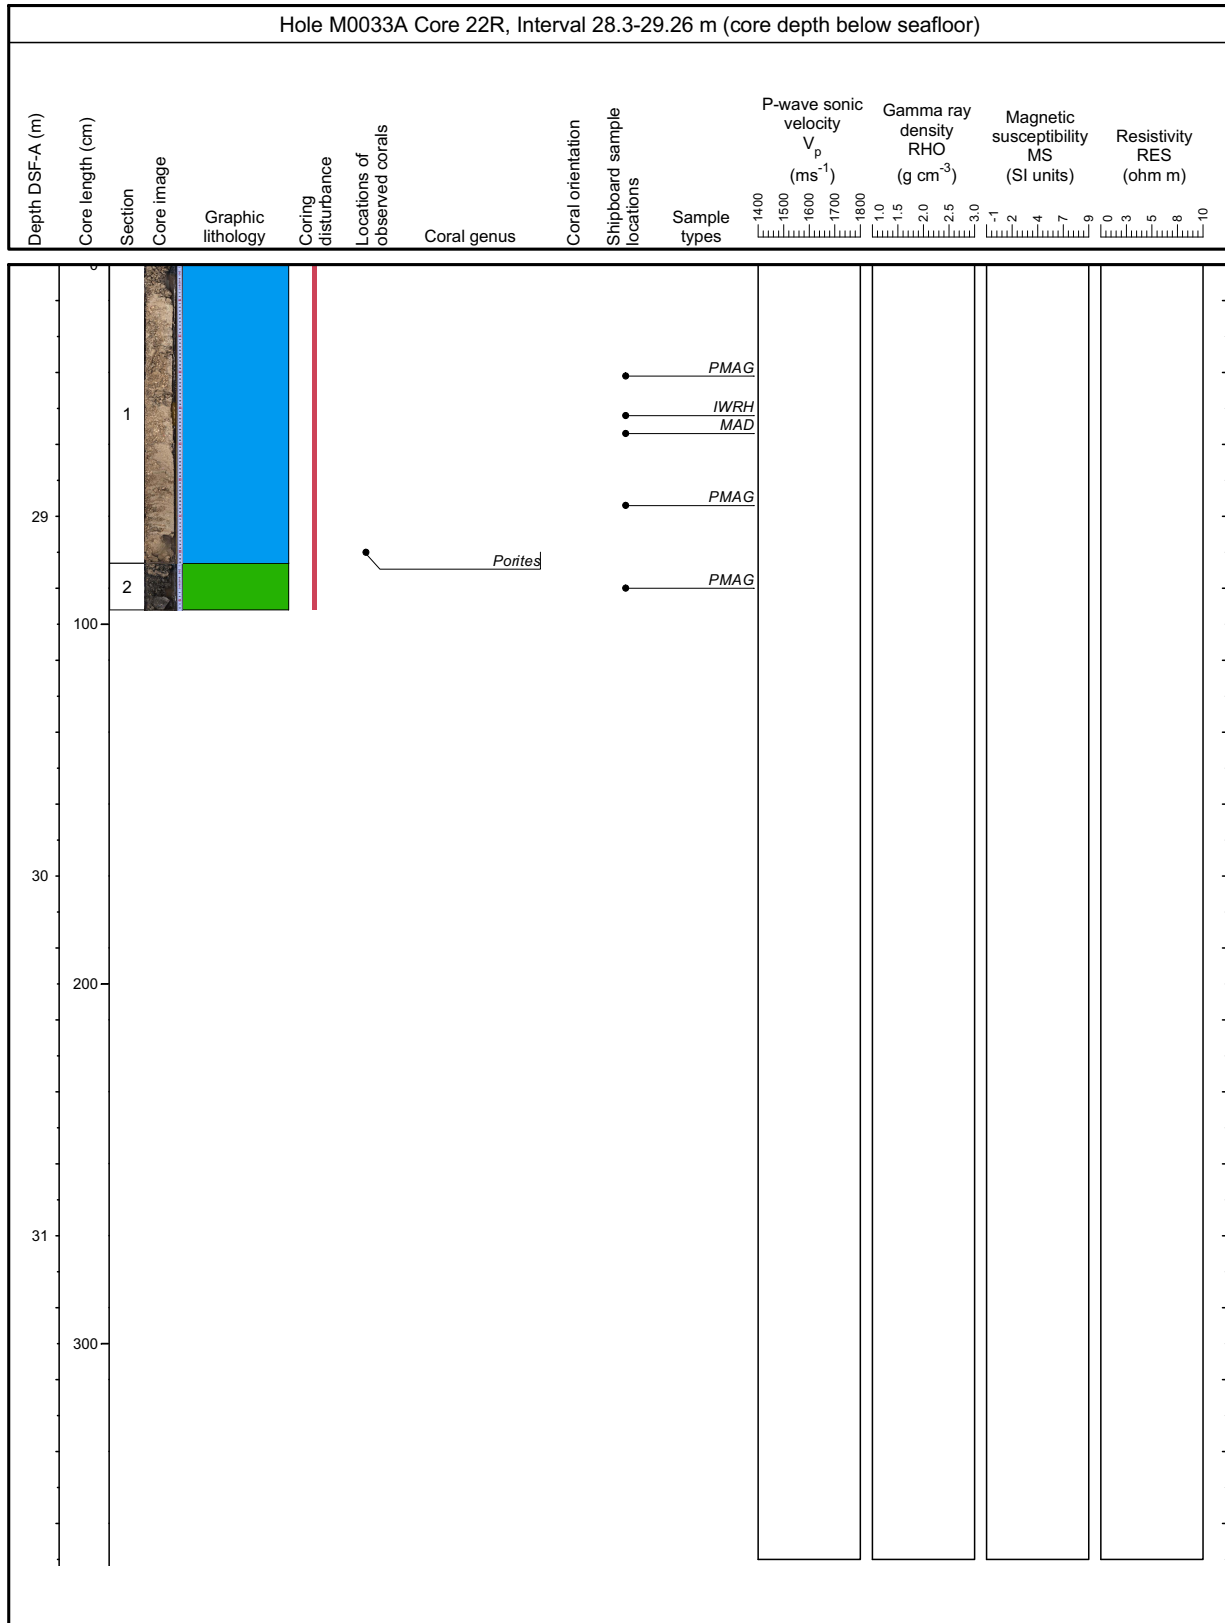 Hole M0033A Core 22R, Interval 28.3-29.26 m (core depth below seafloor)
Depth DSF-A (m)
Core length (cm)
Section
Core image
Graphic
lithology
Coring
disturbance
Locations of
observed corals
Coral genus
Coral orientation
Shipboard sample
locations
Sample
types
P-wave sonic
velocity
Vp
(ms-1)
1400 1500 1600 1700 1800
Gamma ray
density
RHO
(g cm-3)
1.0 1.5 2.0 2.5 3.0
Magnetic
susceptibility
MS
(SI units)
-1 2 4 7 9
Resistivity
RES
(ohm m)
0 3 5 8 10
0
PMAG
1
IWRH
MAD
PMAG
29
Porites
2
PMAG
100
30
200
31
300